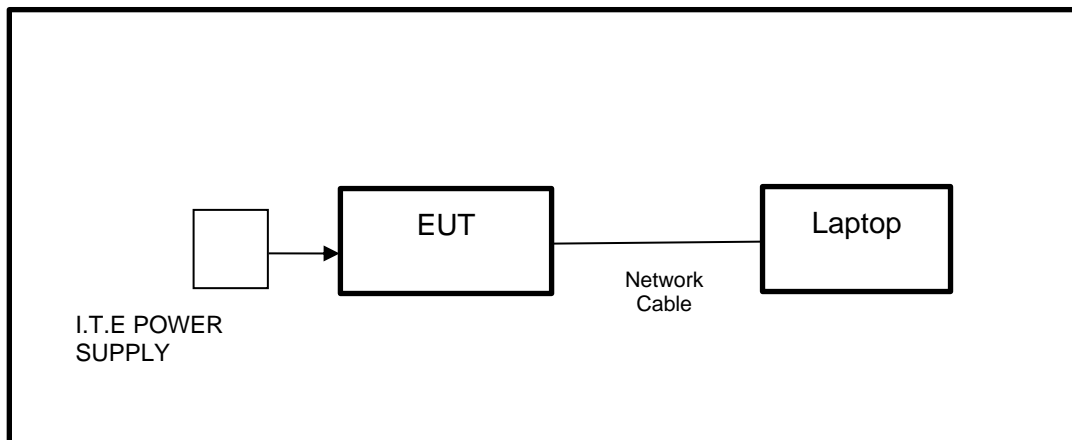 EUT
Laptop
Network
Cable
I.T.E POWER
SUPPLY